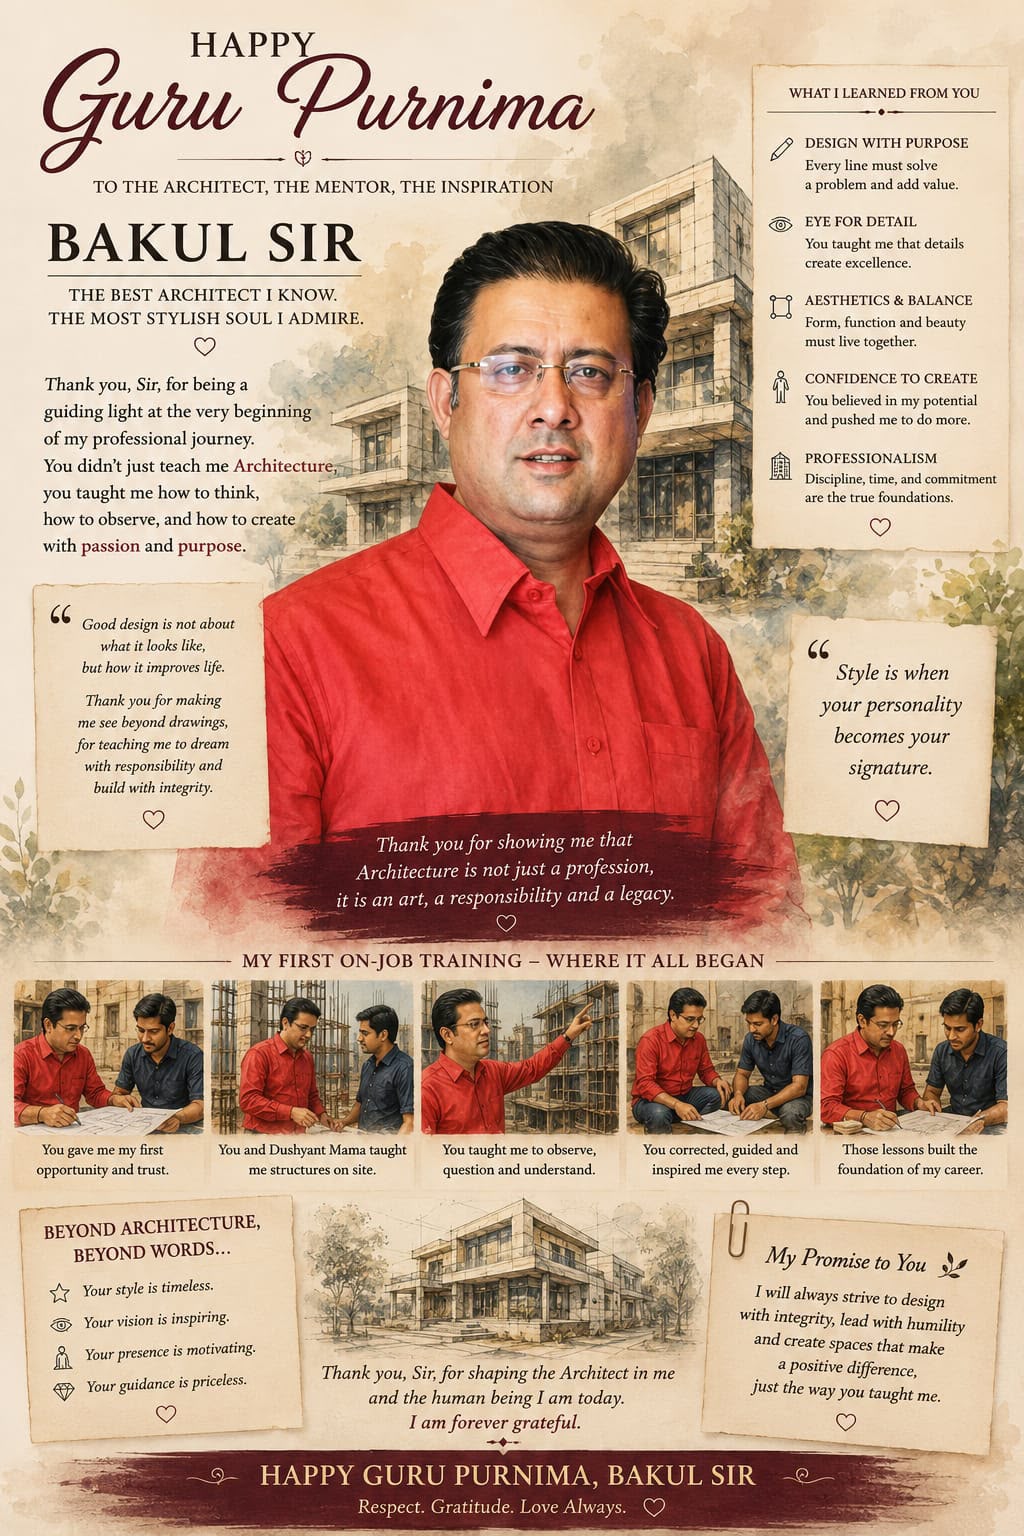 HAPPY
Guru Purnima
TO THE ARCHITECT, THE MENTOR, THE INSPIRATION
BAKUL SIR
THE BEST ARCHITECT I KNOW.
THE MOST STYLISH SOUL I ADMIRE.
Thank you, Sir, for being a
guiding light at the very beginning
of my professional journey.
You didn't just teach me Architecture,
you taught me how to think,
how to observe, and how to create
with passion and purpose.
WHAT I LEARNED FROM YOU
DESIGN WITH PURPOSE
Every line must solve
a problem and add value.
EYE FOR DETAIL
You taught me that details
create excellence.
AESTHETICS & BALANCE
Form, function and beauty
must live together.
CONFIDENCE TO CREATE
You believed in my potential
and pushed me to do more.
PROFESSIONALISM
Discipline, time, and commitment
are the true foundations.
“
Good design is not about
what it looks like,
but how it improves life.
Thank you for making
me see beyond drawings,
for teaching me to dream
with responsibility and
build with integrity.
“
Style is when
your personality
becomes your
signature.
Thank you for showing me that
Architecture is not just a profession,
it is an art, a responsibility and a legacy.
MY FIRST ON-JOB TRAINING – WHERE IT ALL BEGAN
You gave me my first
opportunity and trust.
You and Dushyant Mama taught
me structures on site.
You taught me to observe,
question and understand.
You corrected, guided and
inspired me every step.
Those lessons built the
foundation of my career.
BEYOND ARCHITECTURE,
BEYOND WORDS...
Your style is timeless.
Your vision is inspiring.
Your presence is motivating.
Your guidance is priceless.
Thank you, Sir, for shaping the Architect in me
and the human being I am today.
I am forever grateful.
My Promise to You
I will always strive to design
with integrity, lead with humility
and create spaces that make
a positive difference,
just the way you taught me.
HAPPY GURU PURNIMA, BAKUL SIR
Respect. Gratitude. Love Always.